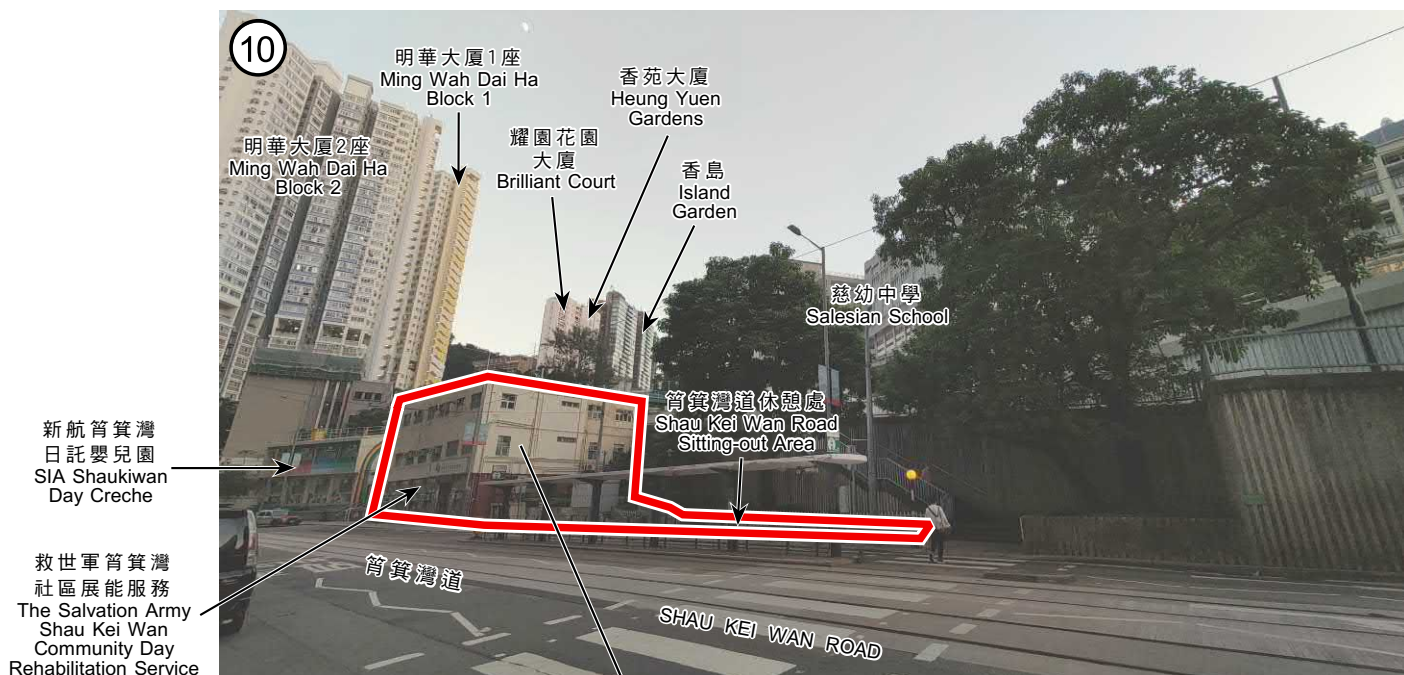 10
明華大厦1座
Ming Wah Dai Ha
Block 1
香苑大廈
Heung Yuen
Gardens
耀園花園
大廈
Brilliant Court
明華大厦2座
Ming Wah Dai Ha
Block 2
香島
Island
Garden
慈幼中學
Salesian School
筲箕灣道休憩處
Shau Kei Wan Road
Sitting-out Area
新航筲箕灣
日託嬰兒園
SIA Shaukiwan
Day Creche
救世軍筲箕灣
社區展能服務
The Salvation Army
Shau Kei Wan
Community Day
Rehabilitation Service
筲箕灣道
SHAU KEI WAN ROAD